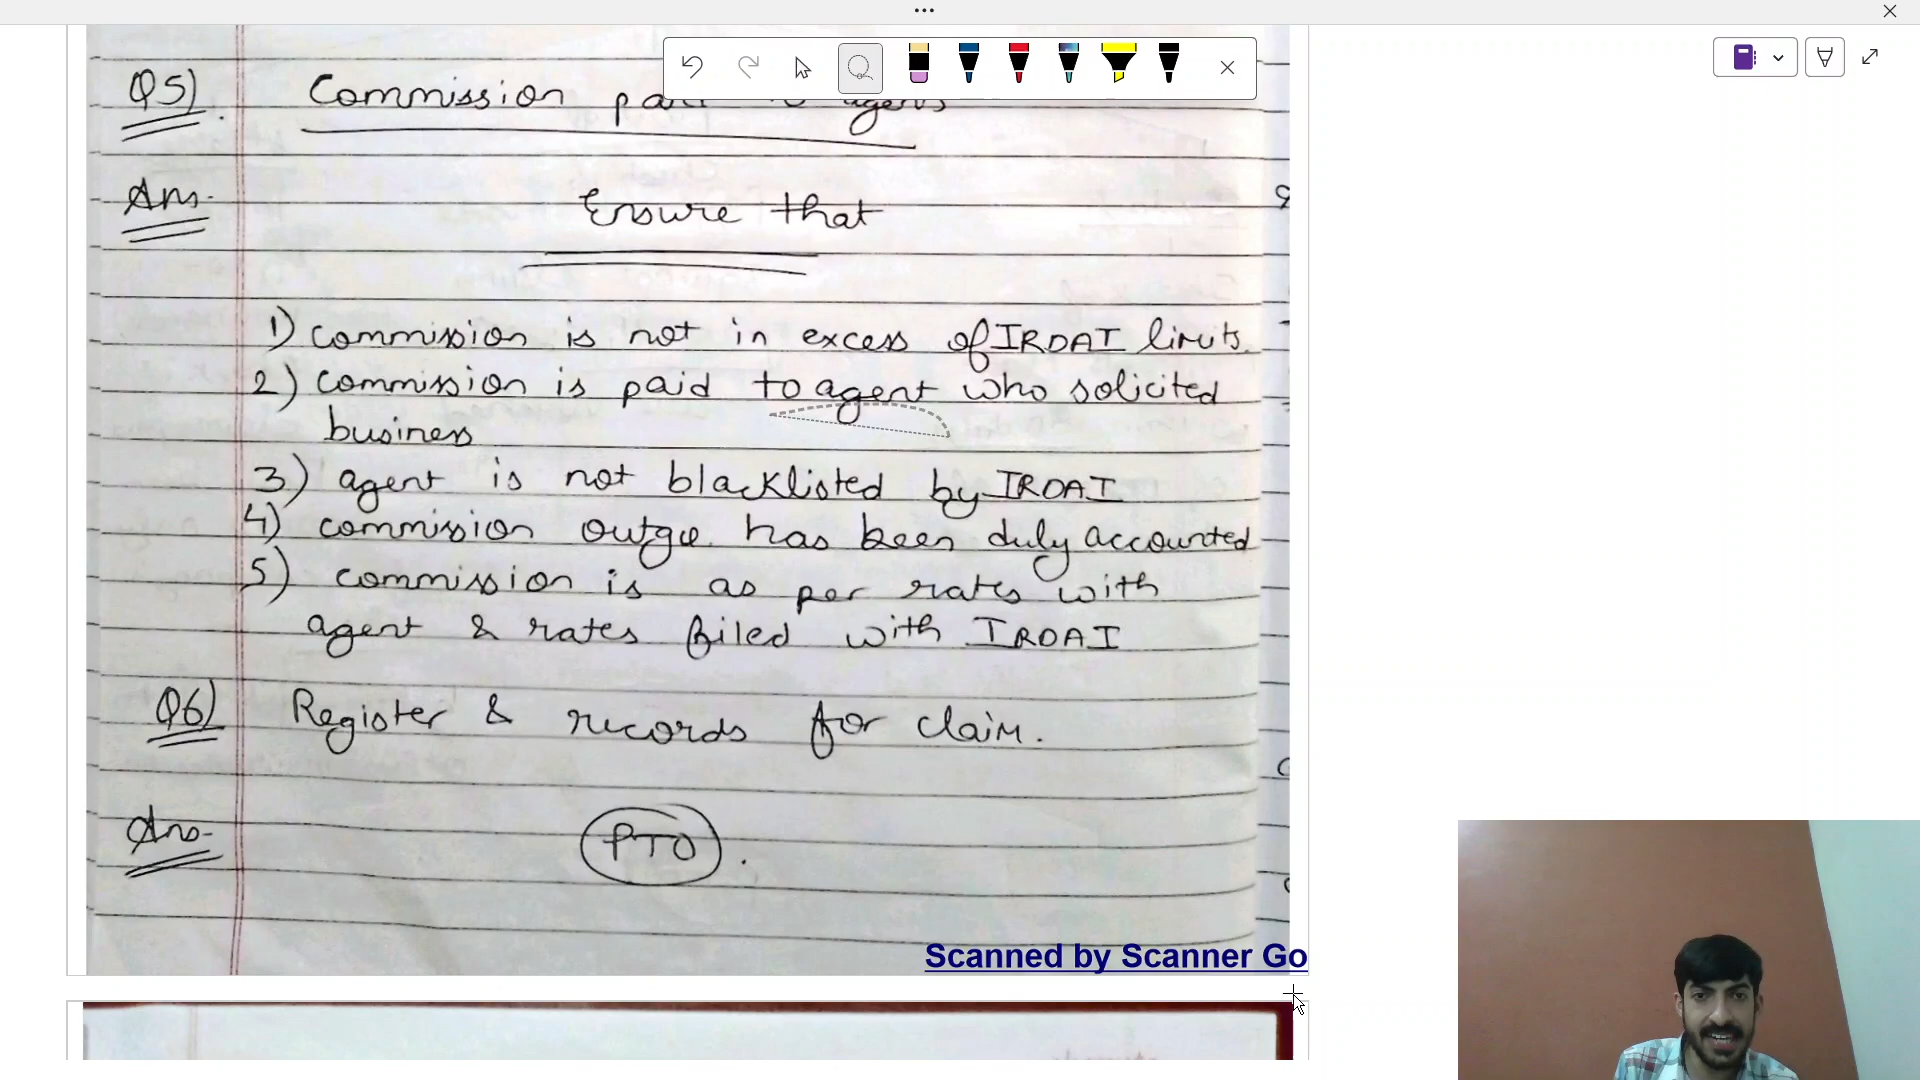 Q5) Commission agents
Ans- Ensure that
1) commission is not in excess of IRDAI limits.
2) commission is paid to agent who solicited
business
3) agent is not blacklisted by IRDAI
4) commission outgo has been duly accounted
5) commission is as per rates with
agent & rates filed with IRDAI
Q6) Register & records for claim.
Ans- PTO.
Scanned by Scanner Go